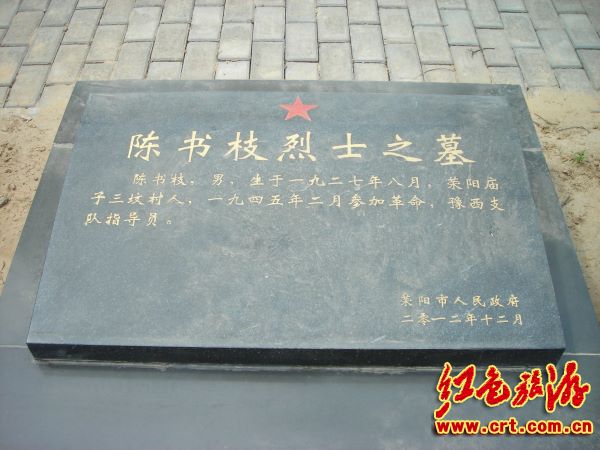 陈书枝烈士之墓
陈书枝，男，生于一九二七年八月，荥阳庙
子三坟村人，一九四五年二月参加革命，豫西支
队指导员。
荥阳市人民政府
二零一二年十二月
红色旅游
www.crt.com.cn